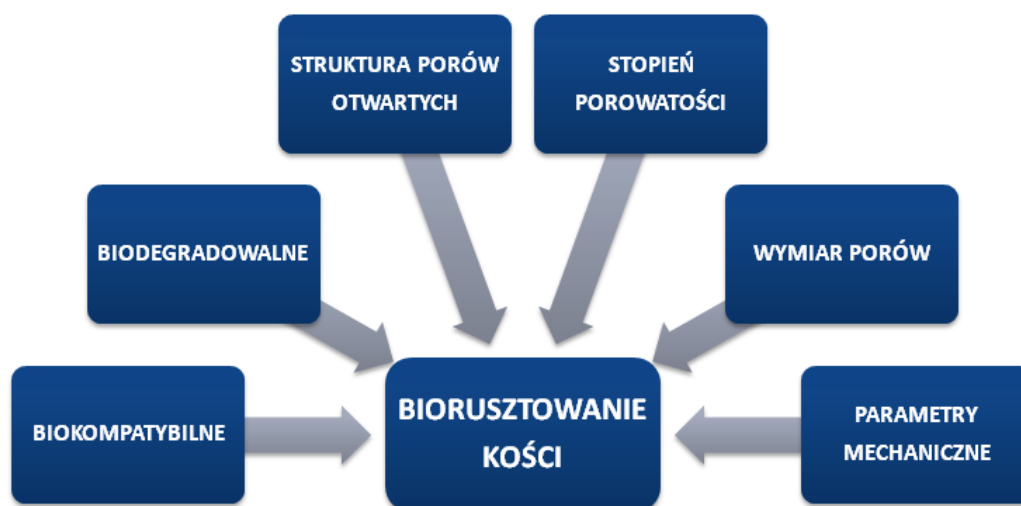 STRUKTURA PORÓW
OTWARTYCH
STOPIEŃ
POROWATOŚCI
BIODEGRADOWALNE
WYMIAR PORÓW
BIOKOMPATYBILNE
BIORUSZTOWANIE
KOŚCI
PARAMETRY
MECHANICZNE